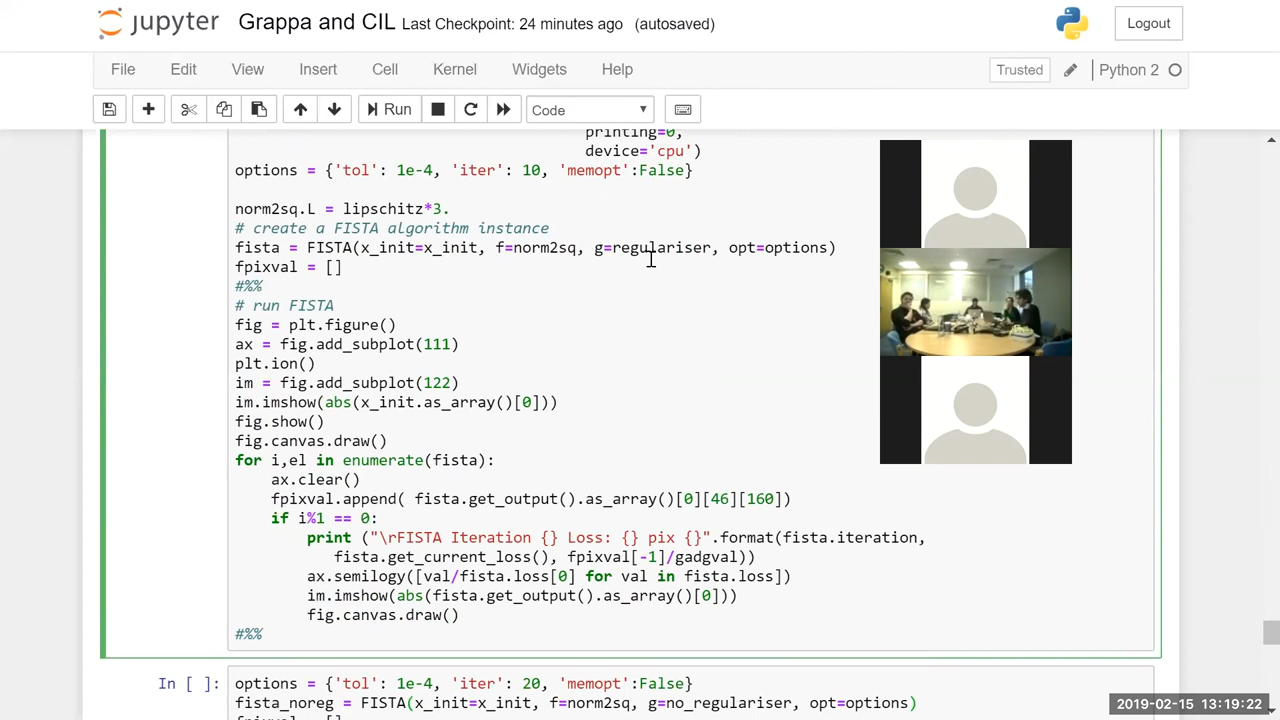 jupyter Grappa and CIL Last Checkpoint: 24 minutes ago (autosaved) Logout
File Edit View Insert Cell Kernel Widgets Help Trusted Python 2
Run Code
printing=0,
device='cpu')
options = {'tol': 1e-4, 'iter': 10, 'memopt':False}
norm2sq.L = lipschitz*3.
# create a FISTA algorithm instance
fista = FISTA(x_init=x_init, f=norm2sq, g=regulariser, opt=options)
fpixval = []
#%%
# run FISTA
fig = plt.figure()
ax = fig.add_subplot(111)
plt.ion()
im = fig.add_subplot(122)
im.imshow(abs(x_init.as_array()[0]))
fig.show()
fig.canvas.draw()
for i,el in enumerate(fista):
    ax.clear()
    fpixval.append( fista.get_output().as_array()[0][46][160])
    if i%1 == 0:
        print ("\rFISTA Iteration {} Loss: {} pix {}".format(fista.iteration,
           fista.get_current_loss(), fpixval[-1]/gadgval))
        ax.semilogy([val/fista.loss[0] for val in fista.loss])
        im.imshow(abs(fista.get_output().as_array()[0]))
        fig.canvas.draw()
#%%
In [ ]: options = {'tol': 1e-4, 'iter': 20, 'memopt':False}
fista_noreg = FISTA(x_init=x_init, f=norm2sq, g=no_regulariser, opt=options)
fpixval = []
2019-02-15 13:19:22